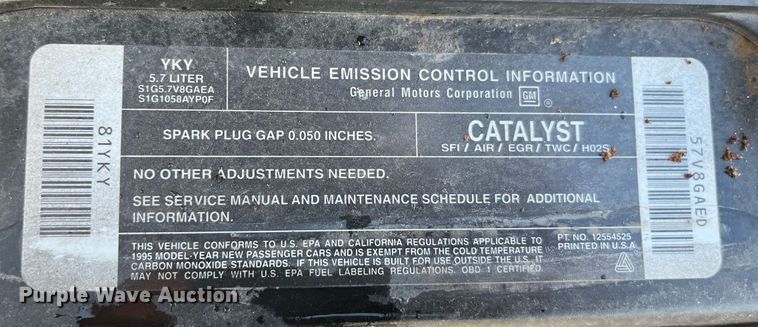 YKY
5.7 LITER
S1G5.7V8GAEA
S1G1058AYP0F
VEHICLE EMISSION CONTROL INFORMATION
General Motors Corporation GM
SPARK PLUG GAP 0.050 INCHES.
CATALYST
SFI / AIR / EGR / TWC / HO2S
NO OTHER ADJUSTMENTS NEEDED.
SEE SERVICE MANUAL AND MAINTENANCE SCHEDULE FOR ADDITIONAL
INFORMATION.
THIS VEHICLE CONFORMS TO U.S. EPA AND CALIFORNIA REGULATIONS APPLICABLE TO
1995 MODEL-YEAR NEW PASSENGER CARS AND IS EXEMPT FROM THE COLD TEMPERATURE
CARBON MONOXIDE STANDARDS. IF THIS VEHICLE IS BUILT FOR USE OUTSIDE THE U.S. IT
MAY NOT COMPLY WITH U.S. EPA FUEL LABELING REGULATIONS. OBD 1 CERTIFIED.
PT. NO. 12554525
PRINTED IN U.S.A.
81YKY
57V8GAED
Purple Wave Auction